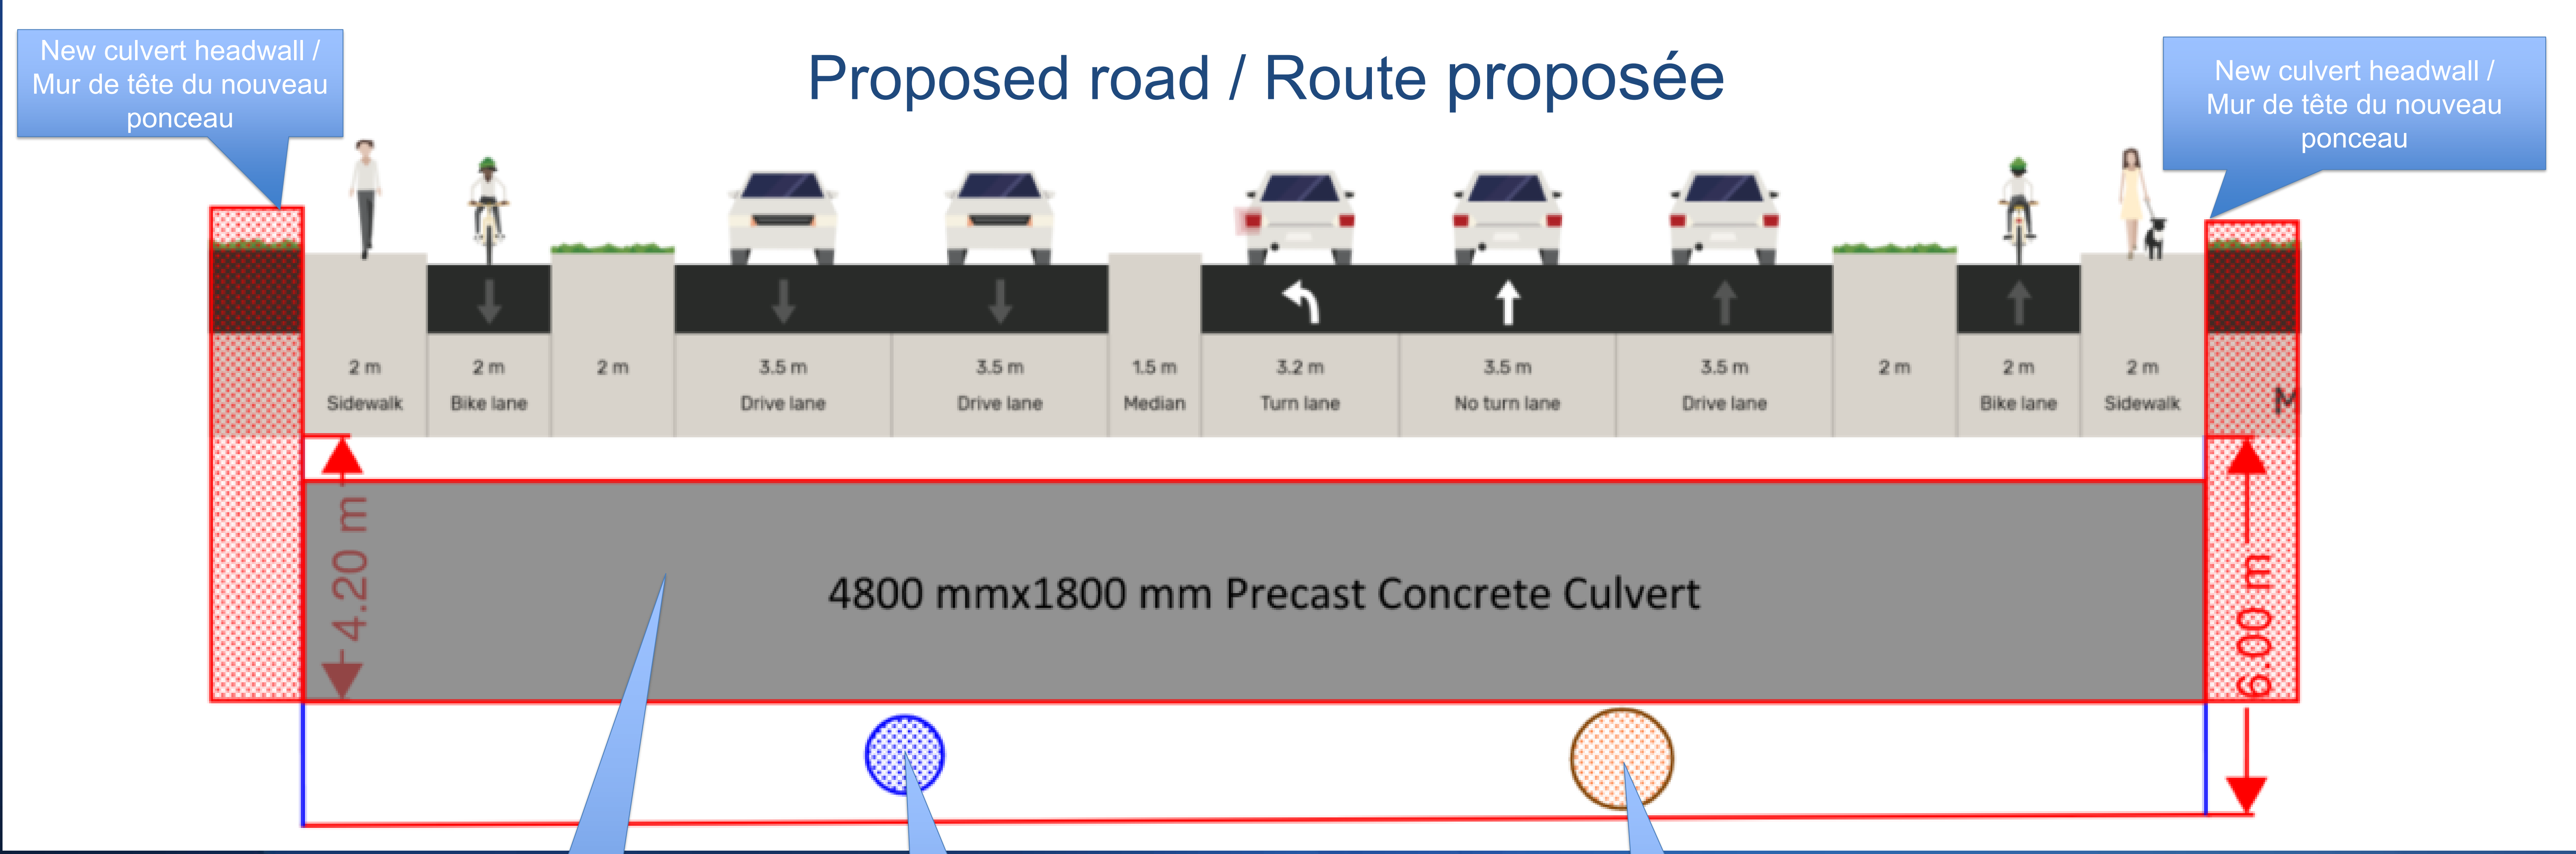 New culvert headwall /
Mur de tête du nouveau
ponceau
Proposed road / Route proposée
New culvert headwall /
Mur de tête du nouveau
ponceau
2 m
2 m
2 m
3.5 m
3.5 m
1.5 m
3.2 m
3.5 m
3.5 m
2 m
2 m
2 m
Sidewalk
Bike lane
Drive lane
Drive lane
Median
Turn lane
No turn lane
Drive lane
Bike lane
Sidewalk
M
4.20 m
4800 mmx1800 mm Precast Concrete Culvert
6.00 m